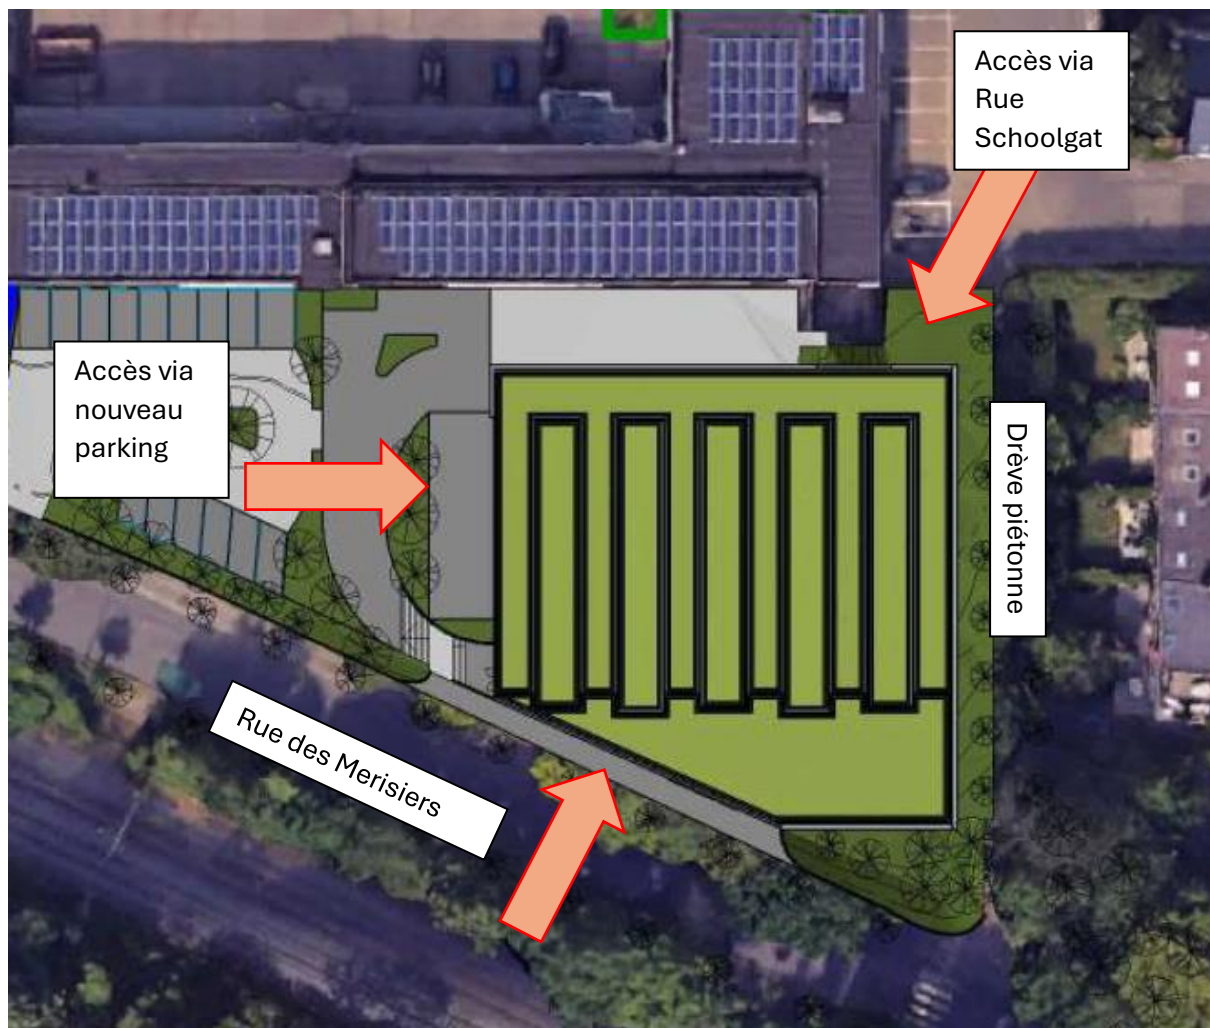 Accès via
Rue
Schoolgat
Accès via
nouveau
parking
Drève piétonne
Rue des Merisiers